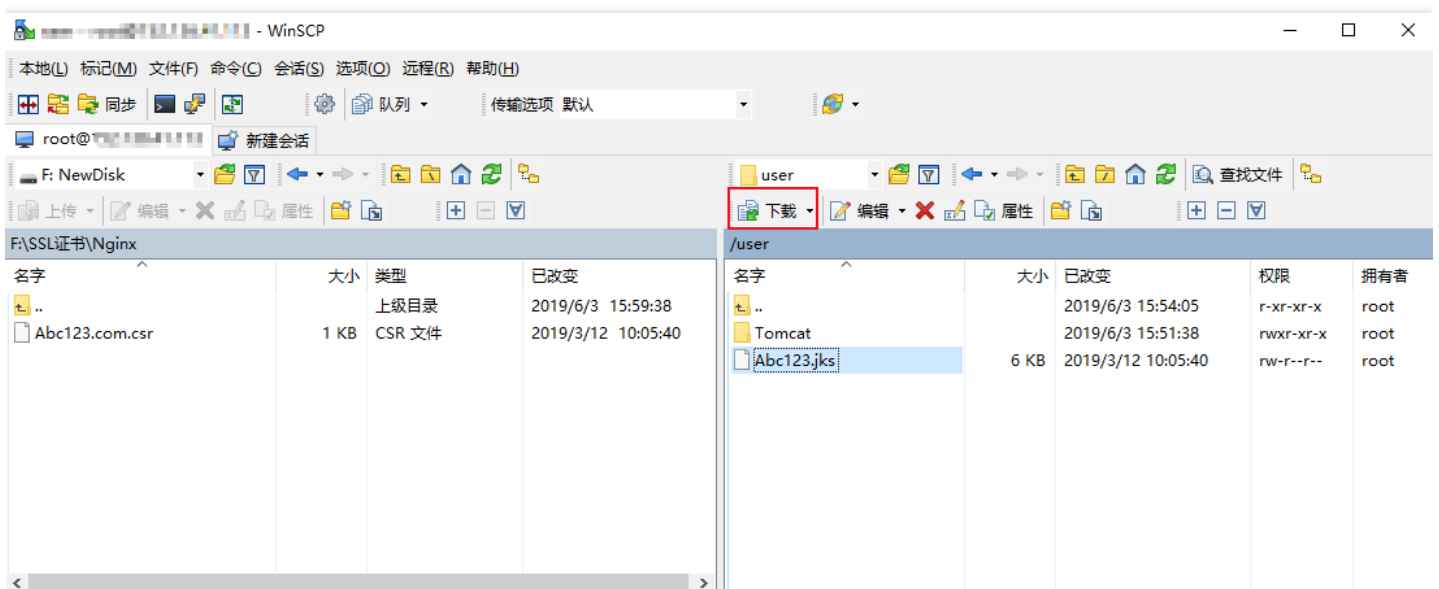 - WinSCP
本地(L) 标记(M) 文件(F) 命令(C) 会话(S) 选项(O) 远程(R) 帮助(H)
同步 队列 传输选项 默认
root@ 新建会话
F: NewDisk user 查找文件
上传 编辑 属性 下载 编辑 属性
F:\SSL证书\Nginx /user
名字 大小 类型 已改变 名字 大小 已改变 权限 拥有者
.. 上级目录 2019/6/3 15:59:38 .. 2019/6/3 15:54:05 r-xr-xr-x root
Abc123.com.csr 1 KB CSR 文件 2019/3/12 10:05:40 Tomcat 2019/6/3 15:51:38 rwxr-xr-x root
Abc123.jks 6 KB 2019/3/12 10:05:40 rw-r--r-- root